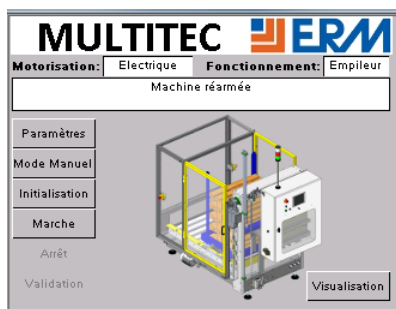 MULTITEC ERM
Motorisation: Electrique Fonctionnement: Empileur
Machine réarmée
Paramètres
Mode Manuel
Initialisation
Marche
Arrêt
Validation
Visualisation